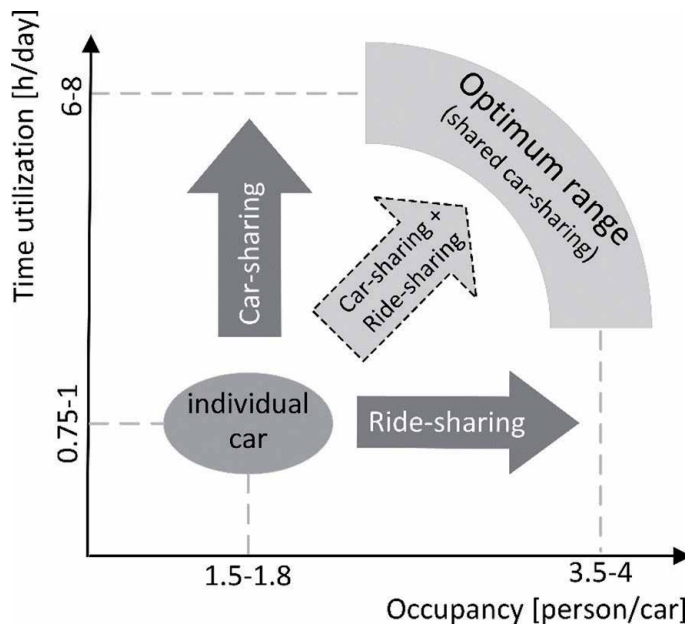 Time utilization [h/day]
6-8
0.75-1
Optimum range
(shared car-sharing)
Car-sharing
Car-sharing +
Ride-sharing
individual
car
Ride-sharing
1.5-1.8
3.5-4
Occupancy [person/car]